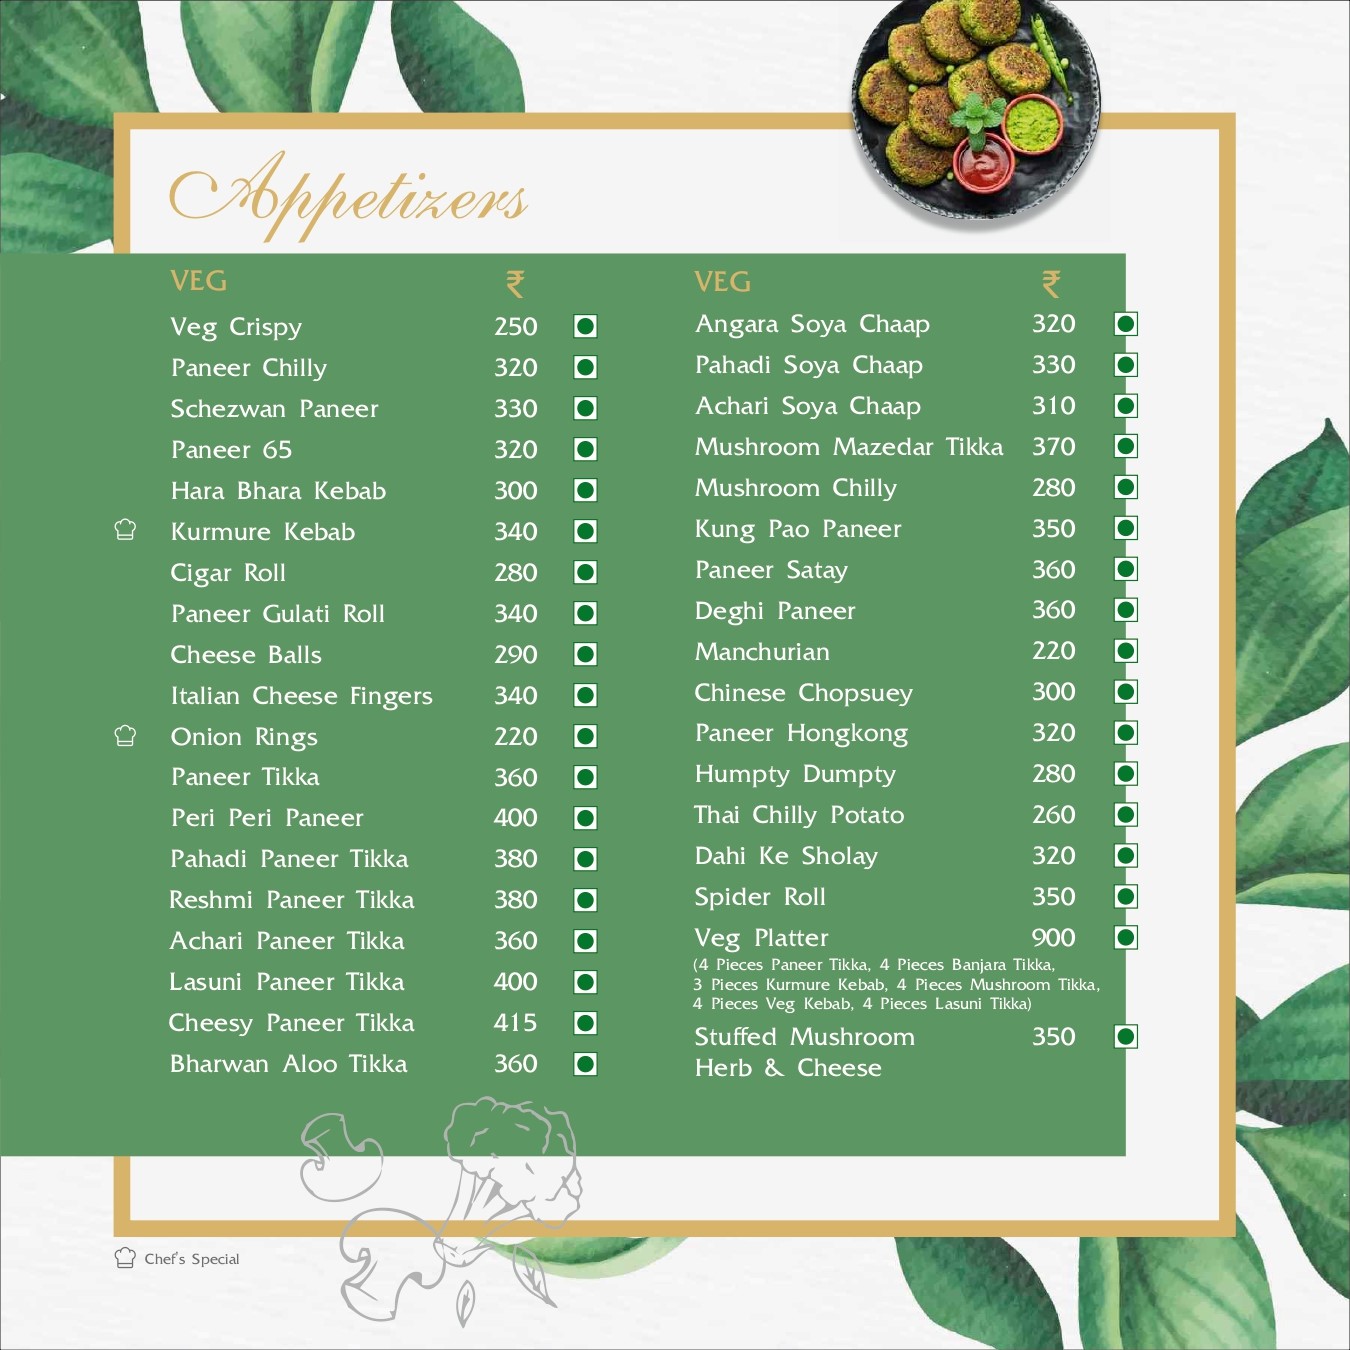 Appetizers
VEG ₹
Veg Crispy 250
Paneer Chilly 320
Schezwan Paneer 330
Paneer 65 320
Hara Bhara Kebab 300
Kurmure Kebab 340
Cigar Roll 280
Paneer Gulati Roll 340
Cheese Balls 290
Italian Cheese Fingers 340
Onion Rings 220
Paneer Tikka 360
Peri Peri Paneer 400
Pahadi Paneer Tikka 380
Reshmi Paneer Tikka 380
Achari Paneer Tikka 360
Lasuni Paneer Tikka 400
Cheesy Paneer Tikka 415
Bharwan Aloo Tikka 360
VEG ₹
Angara Soya Chaap 320
Pahadi Soya Chaap 330
Achari Soya Chaap 310
Mushroom Mazedar Tikka 370
Mushroom Chilly 280
Kung Pao Paneer 350
Paneer Satay 360
Deghi Paneer 360
Manchurian 220
Chinese Chopsuey 300
Paneer Hongkong 320
Humpty Dumpty 280
Thai Chilly Potato 260
Dahi Ke Sholay 320
Spider Roll 350
Veg Platter 900
(4 Pieces Paneer Tikka, 4 Pieces Banjara Tikka,
3 Pieces Kurmure Kebab, 4 Pieces Mushroom Tikka,
4 Pieces Veg Kebab, 4 Pieces Lasuni Tikka)
Stuffed Mushroom 350
Herb & Cheese
Chef's Special